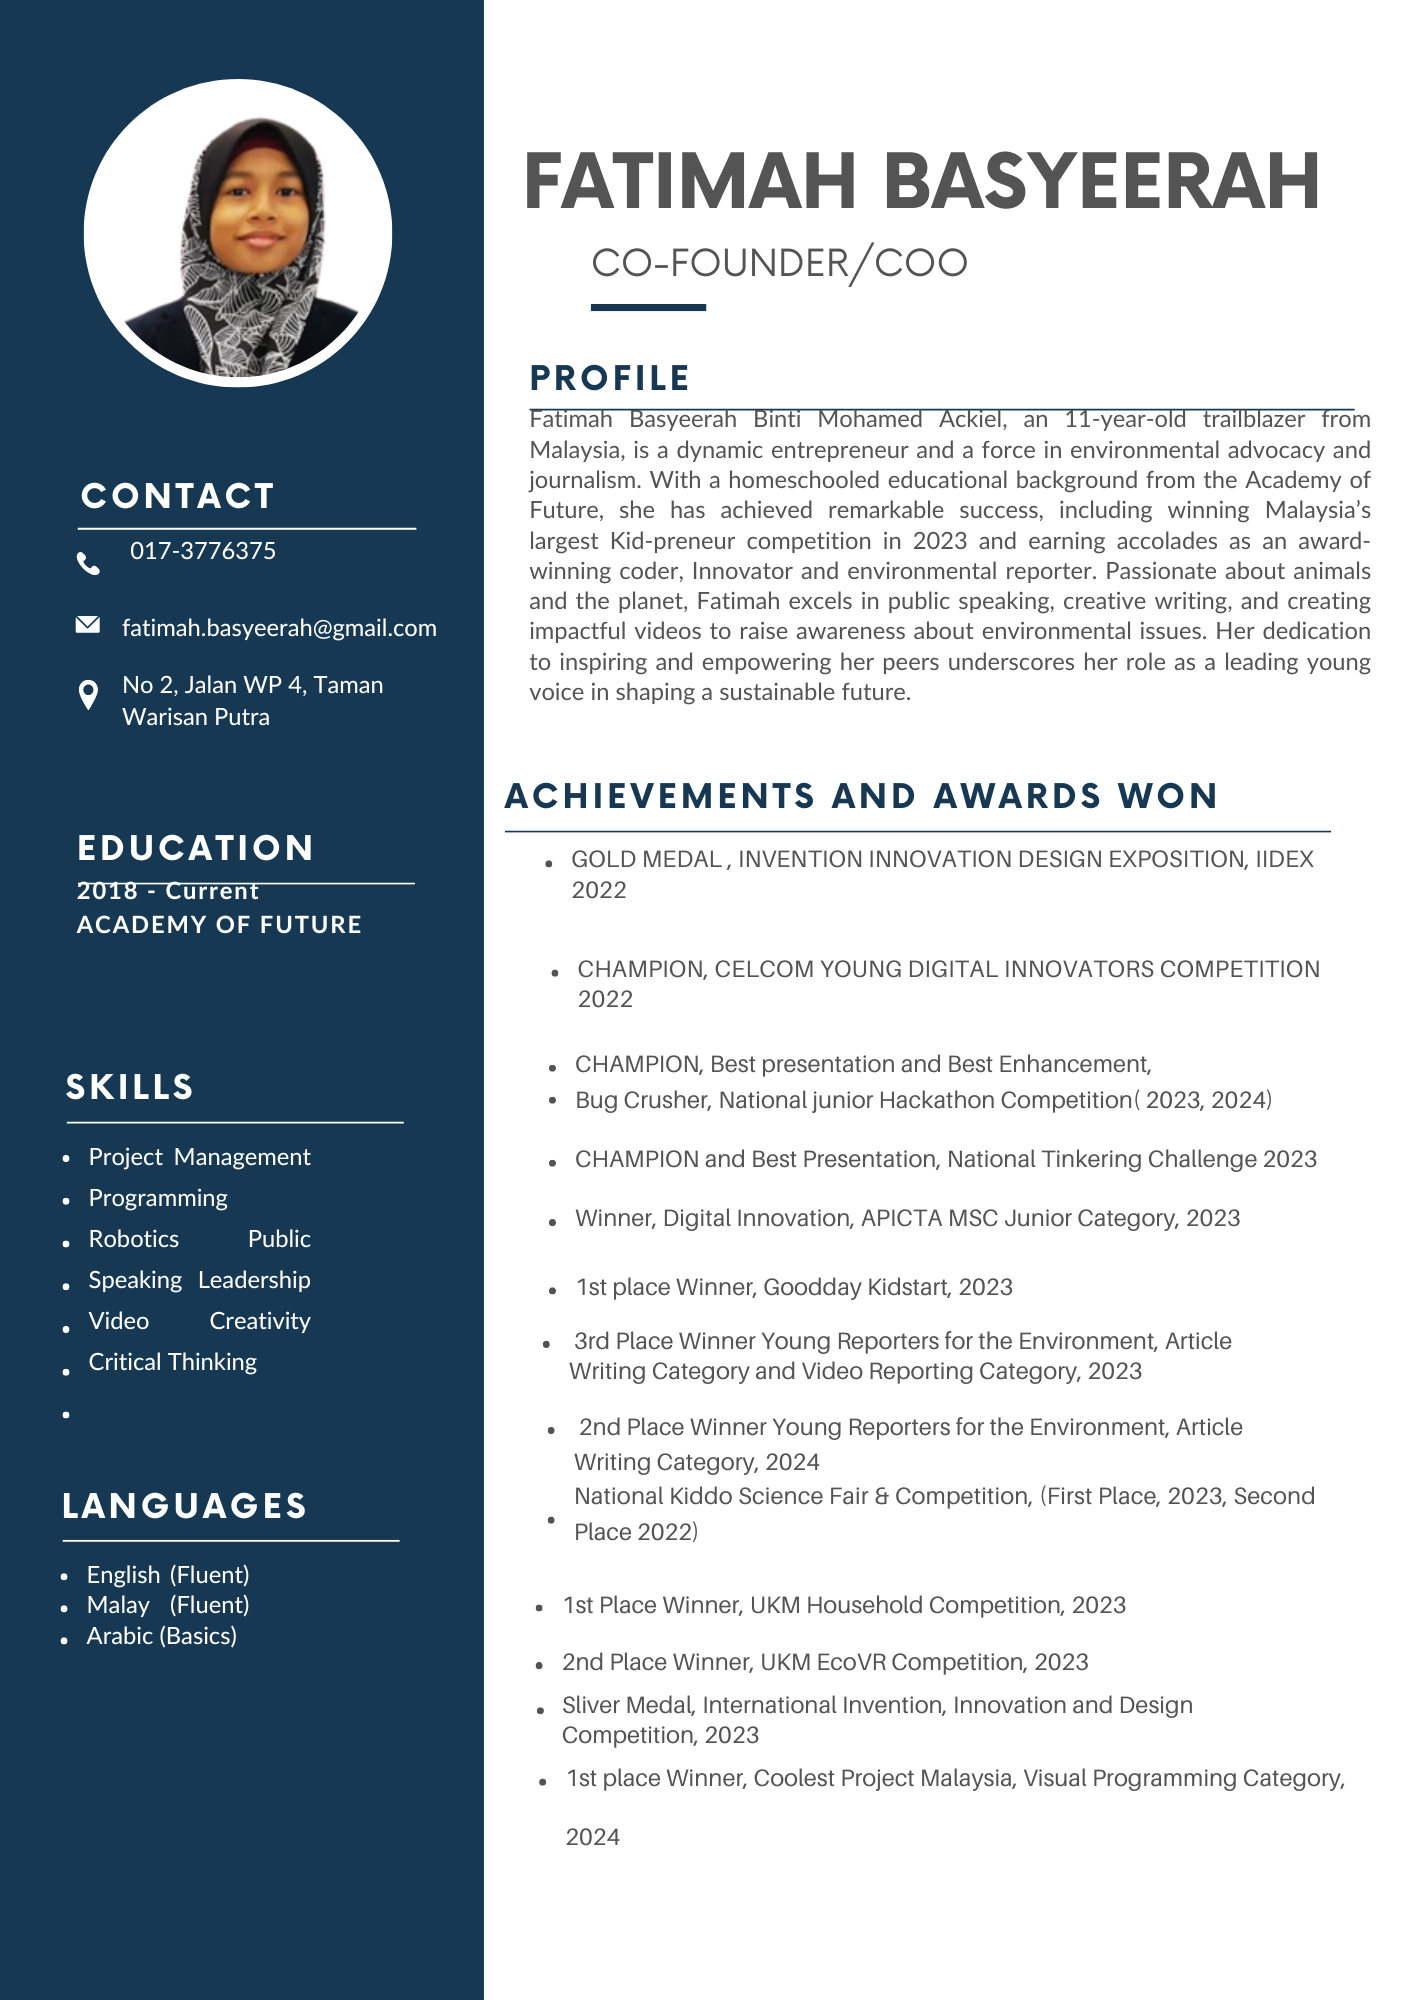 FATIMAH BASYEERAH
CO-FOUNDER/COO
PROFILE
Fatimah Basyeerah Binti Mohamed Ackiel, an 11-year-old trailblazer from
Malaysia, is a dynamic entrepreneur and a force in environmental advocacy and
journalism. With a homeschooled educational background from the Academy of
Future, she has achieved remarkable success, including winning Malaysia’s
largest Kid-preneur competition in 2023 and earning accolades as an award-
winning coder, Innovator and environmental reporter. Passionate about animals
and the planet, Fatimah excels in public speaking, creative writing, and creating
impactful videos to raise awareness about environmental issues. Her dedication
to inspiring and empowering her peers underscores her role as a leading young
voice in shaping a sustainable future.
CONTACT
017-3776375
fatimah.basyeerah@gmail.com
No 2, Jalan WP 4, Taman
Warisan Putra
EDUCATION
2018 - Current
ACADEMY OF FUTURE
SKILLS
• Project Management
• Programming
• Robotics Public
• Speaking Leadership
• Video Creativity
• Critical Thinking
•
LANGUAGES
• English (Fluent)
• Malay (Fluent)
• Arabic (Basics)
ACHIEVEMENTS AND AWARDS WON
• GOLD MEDAL , INVENTION INNOVATION DESIGN EXPOSITION, IIDEX
2022
• CHAMPION, CELCOM YOUNG DIGITAL INNOVATORS COMPETITION
2022
• CHAMPION, Best presentation and Best Enhancement,
• Bug Crusher, National junior Hackathon Competition( 2023, 2024)
• CHAMPION and Best Presentation, National Tinkering Challenge 2023
• Winner, Digital Innovation, APICTA MSC Junior Category, 2023
• 1st place Winner, Goodday Kidstart, 2023
• 3rd Place Winner Young Reporters for the Environment, Article
Writing Category and Video Reporting Category, 2023
• 2nd Place Winner Young Reporters for the Environment, Article
Writing Category, 2024
• National Kiddo Science Fair & Competition, (First Place, 2023, Second
Place 2022)
• 1st Place Winner, UKM Household Competition, 2023
• 2nd Place Winner, UKM EcoVR Competition, 2023
• Sliver Medal, International Invention, Innovation and Design
Competition, 2023
• 1st place Winner, Coolest Project Malaysia, Visual Programming Category,
2024